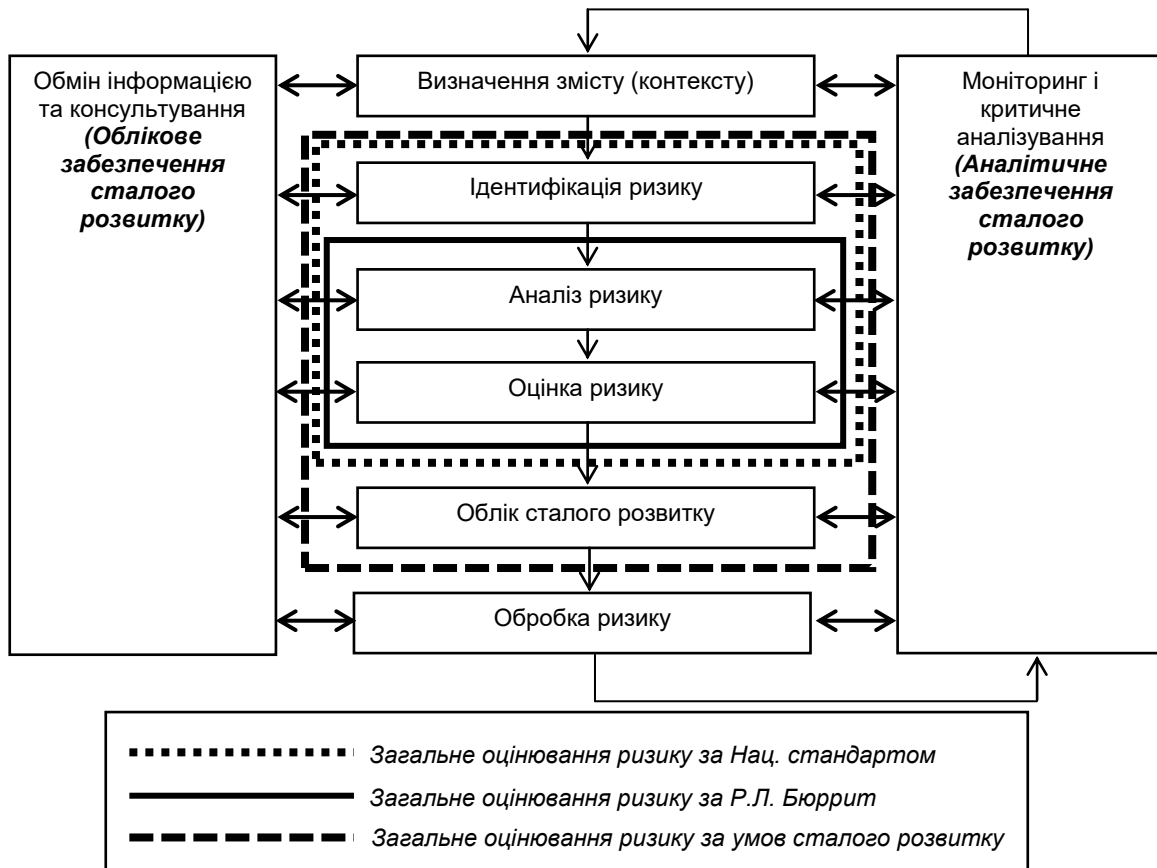 Обмін інформацією
та консультування
(Облікове
забезпечення
сталого
розвитку)
Визначення змісту (контексту)
Ідентифікація ризику
Аналіз ризику
Оцінка ризику
Облік сталого розвитку
Обробка ризику
Моніторинг і
критичне
аналізування
(Аналітичне
забезпечення
сталого
розвитку)
Загальне оцінювання ризику за Нац. стандартом
Загальне оцінювання ризику за Р.Л. Бюррит
Загальне оцінювання ризику за умов сталого розвитку